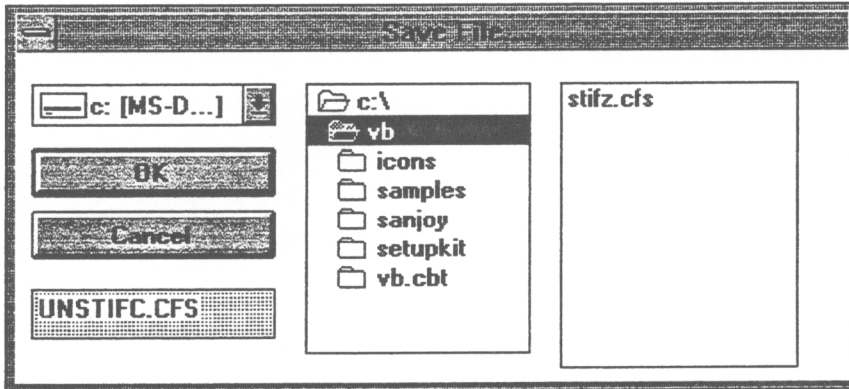 Save File...
c: [MS-D...]
OK
Cancel
UNSTIFC.CFS
c:\
vb
icons
samples
sanjoy
setupkit
vb.cbt
stifz.cfs